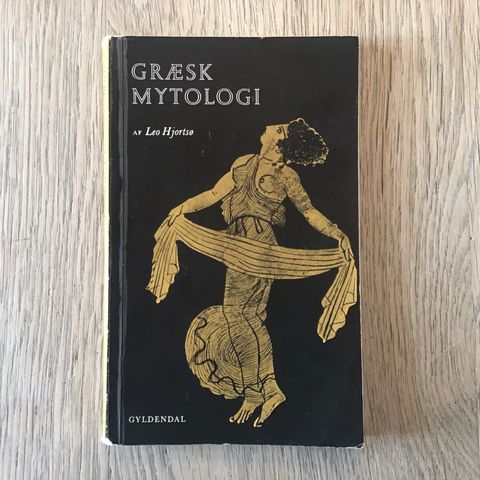 GRÆSK
MYTOLOGI
AF Leo Hjortsø
GYLDENDAL